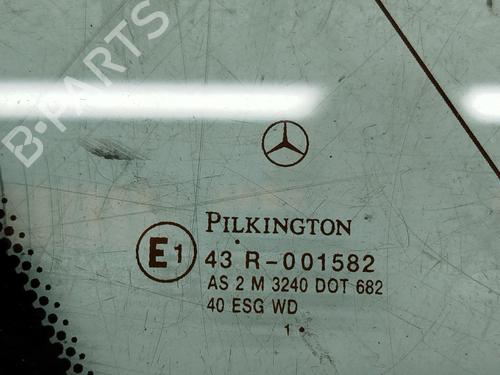 B-PARTS
PILKINGTON
E1
43 R-001582
AS 2 M 3240 DOT 682
40 ESG WD
1